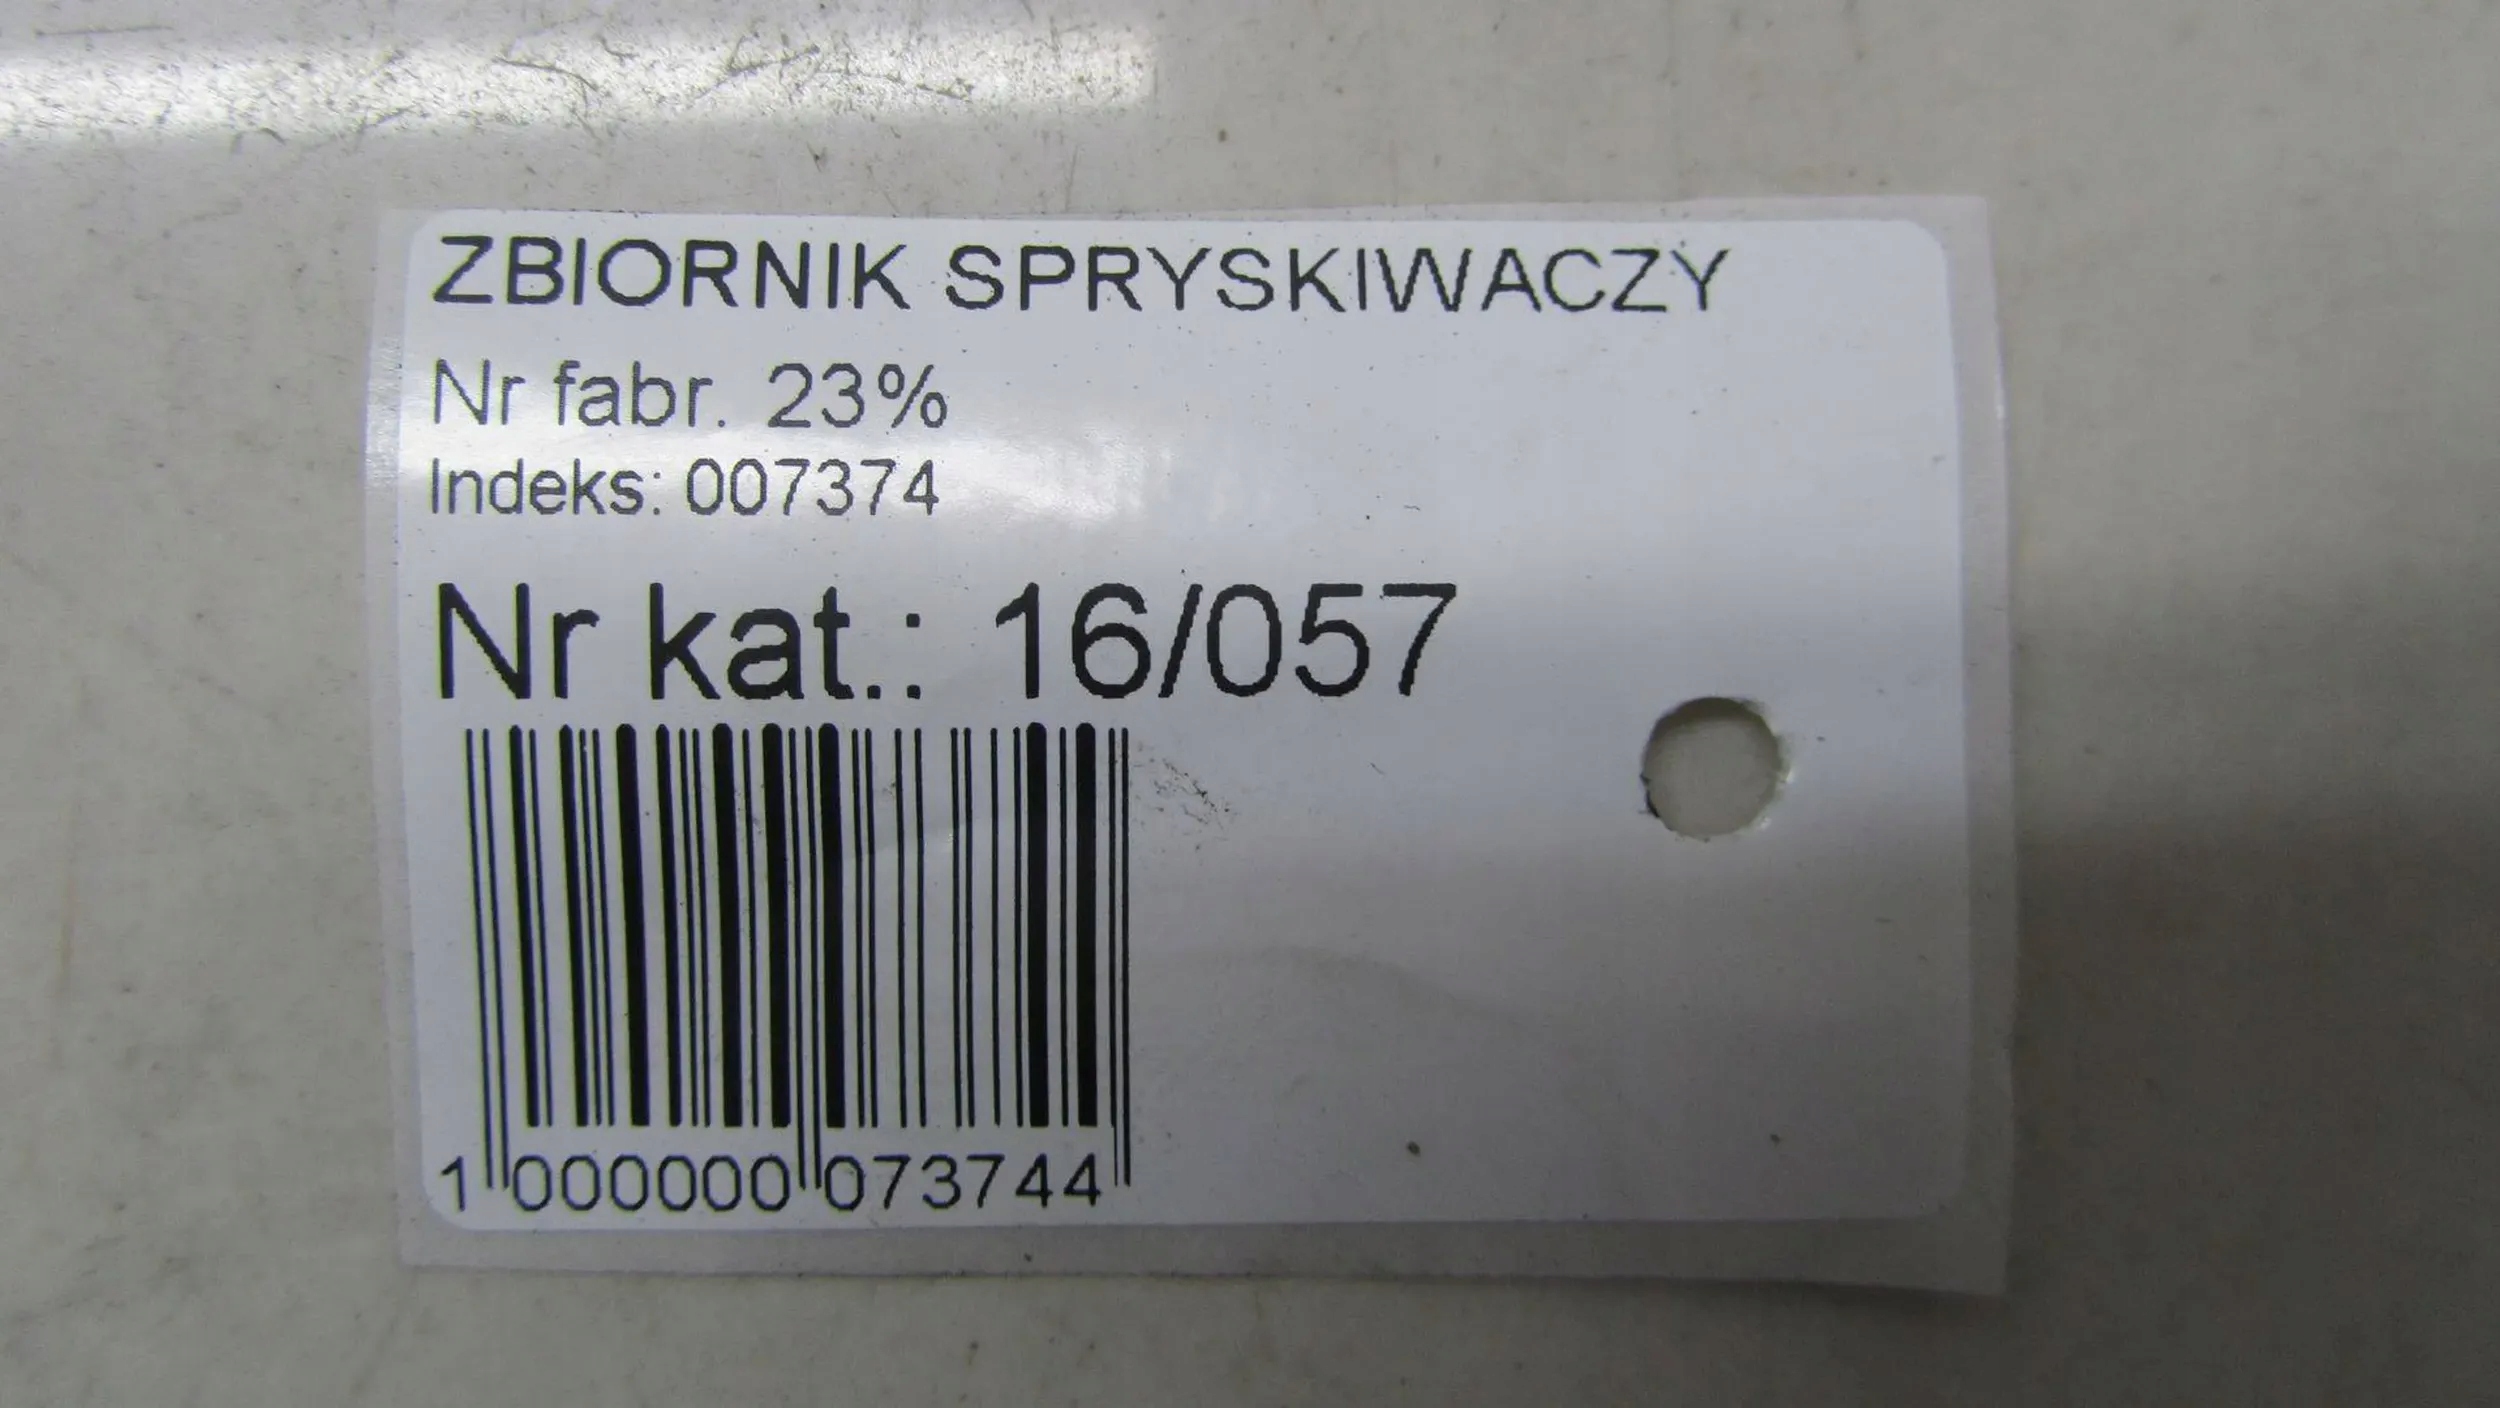 ZBIORNIK SPRYSKIWACZY
Nr fabr. 23%
Indeks: 007374
Nr kat.: 16/057
1 000000 073744